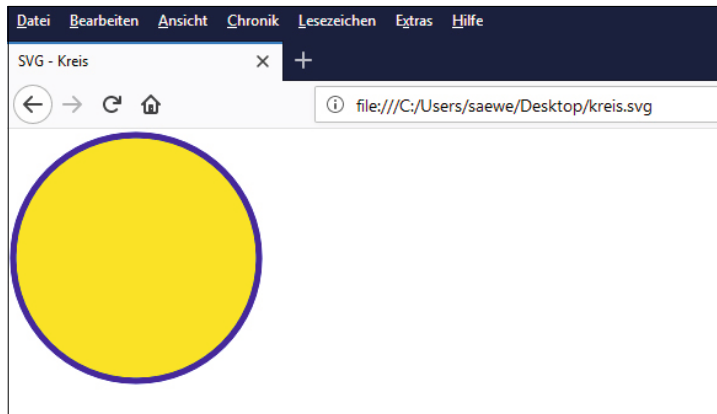 Datei Bearbeiten Ansicht Chronik Lesezeichen Extras Hilfe
SVG - Kreis
file:///C:/Users/saewe/Desktop/kreis.svg